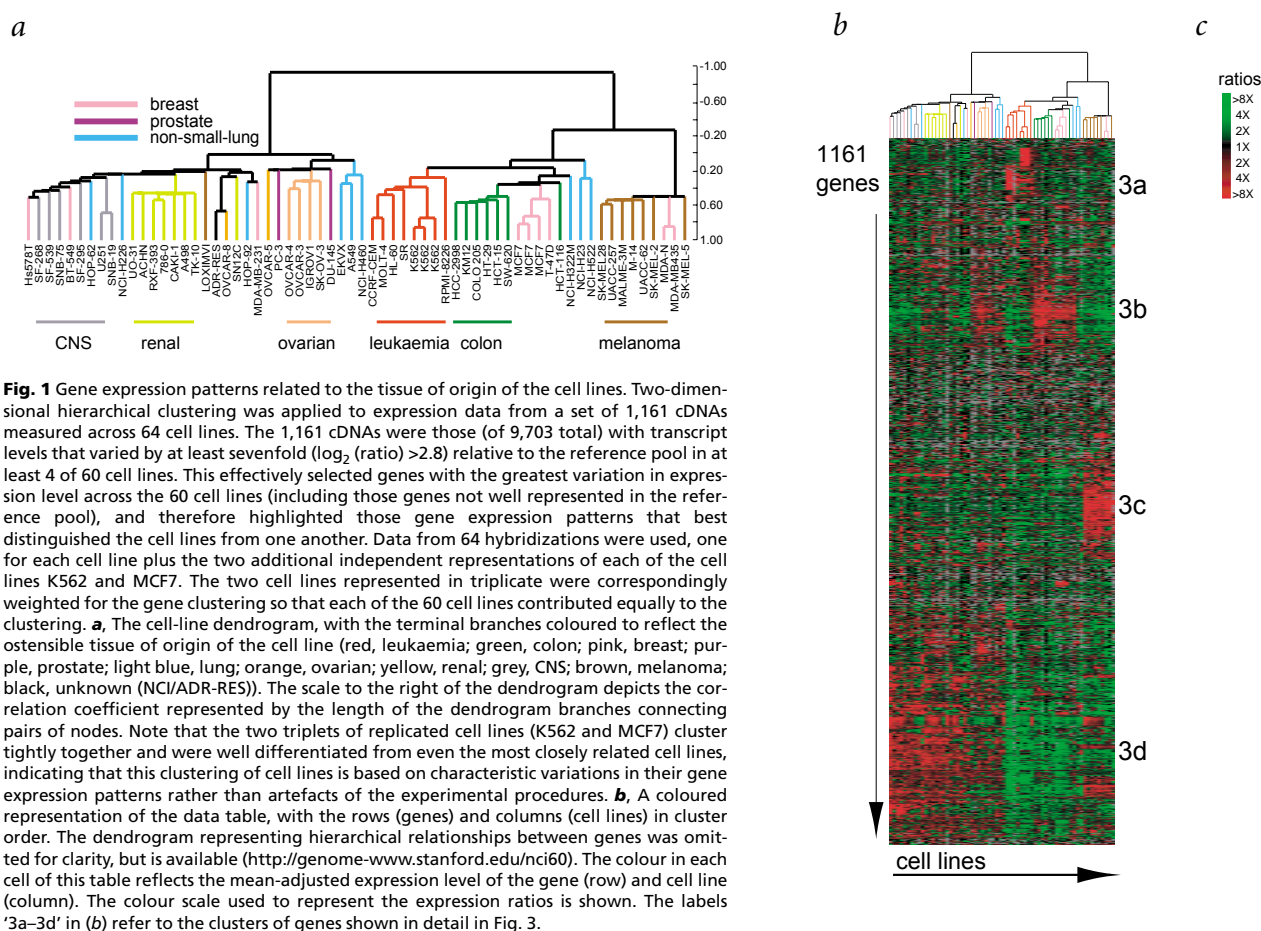 a
breast
prostate
non-small-lung
-1.00
-0.60
-0.20
0.20
0.60
1.00
Hs578T
SF-268
SF-539
SNB-75
BT-549
SF-295
HOP-62
U251
SNB-19
NCI-H226
UC-31
ACHN
RXF-393
786-0
CAKI-1
A498
TK-10
LOXIMVI
ADR-RES
OVCAR-8
SN12C
HOP-92
MDA-MB-231
OVCAR-5
PC-3
OVCAR-4
OVCAR-3
IGROV1
SK-OV-3
DU-145
EKVX
A549
NCI-H460
CCRF-CEM
MOLT-4
HL-60
SR
K562
K562
K562
RPMI-8226
HCC-2998
KM12
COLO 205
HT-29
HCT-15
SW-620
MCF7
MCF7
MCF7
T-47D
HCT-116
NCI-H322M
NCI-H23
NCI-H522
SK-MEL28
UACC-257
MALME-3M
M-14
UACC-62
SK-MEL-2
MDA-N
MDA-MB435
SK-MEL-5
CNS
renal
ovarian
leukaemia
colon
melanoma
Fig. 1 Gene expression patterns related to the tissue of origin of the cell lines. Two-dimen-
sional hierarchical clustering was applied to expression data from a set of 1,161 cDNAs
measured across 64 cell lines. The 1,161 cDNAs were those (of 9,703 total) with transcript
levels that varied by at least sevenfold (log2 (ratio) >2.8) relative to the reference pool in at
least 4 of 60 cell lines. This effectively selected genes with the greatest variation in expres-
sion level across the 60 cell lines (including those genes not well represented in the refer-
ence pool), and therefore highlighted those gene expression patterns that best
distinguished the cell lines from one another. Data from 64 hybridizations were used, one
for each cell line plus the two additional independent representations of each of the cell
lines K562 and MCF7. The two cell lines represented in triplicate were correspondingly
weighted for the gene clustering so that each of the 60 cell lines contributed equally to the
clustering. a, The cell-line dendrogram, with the terminal branches coloured to reflect the
ostensible tissue of origin of the cell line (red, leukaemia; green, colon; pink, breast; pur-
ple, prostate; light blue, lung; orange, ovarian; yellow, renal; grey, CNS; brown, melanoma;
black, unknown (NCI/ADR-RES)). The scale to the right of the dendrogram depicts the cor-
relation coefficient represented by the length of the dendrogram branches connecting
pairs of nodes. Note that the two triplets of replicated cell lines (K562 and MCF7) cluster
tightly together and were well differentiated from even the most closely related cell lines,
indicating that this clustering of cell lines is based on characteristic variations in their gene
expression patterns rather than artefacts of the experimental procedures. b, A coloured
representation of the data table, with the rows (genes) and columns (cell lines) in cluster
order. The dendrogram representing hierarchical relationships between genes was omit-
ted for clarity, but is available (http://genome-www.stanford.edu/nci60). The colour in each
cell of this table reflects the mean-adjusted expression level of the gene (row) and cell line
(column). The colour scale used to represent the expression ratios is shown. The labels
‘3a–3d’ in (b) refer to the clusters of genes shown in detail in Fig. 3.
b
1161
genes
3a
3b
3c
3d
cell lines
c
ratios
>8X
4X
2X
1X
2X
4X
>8X